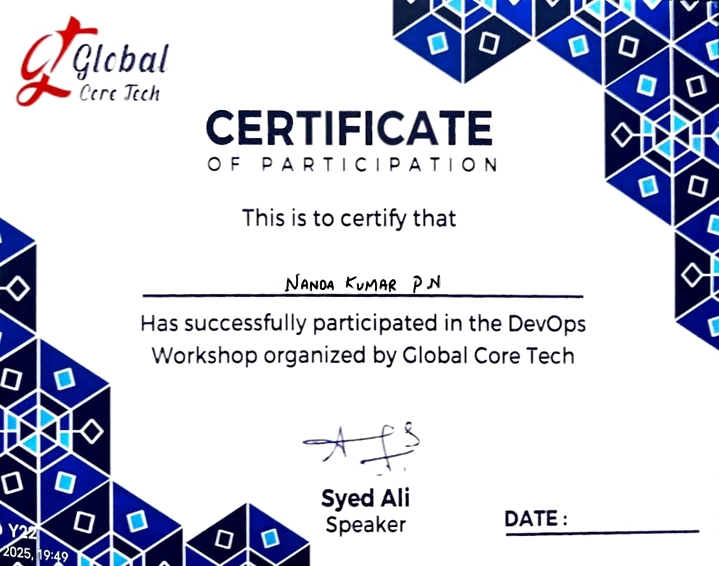 Global
Core Tech
CERTIFICATE
OF PARTICIPATION
This is to certify that
NANDA KUMAR P.N
Has successfully participated in the DevOps
Workshop organized by Global Core Tech
Syed Ali
Speaker
DATE :
Y22
2025, 19:49